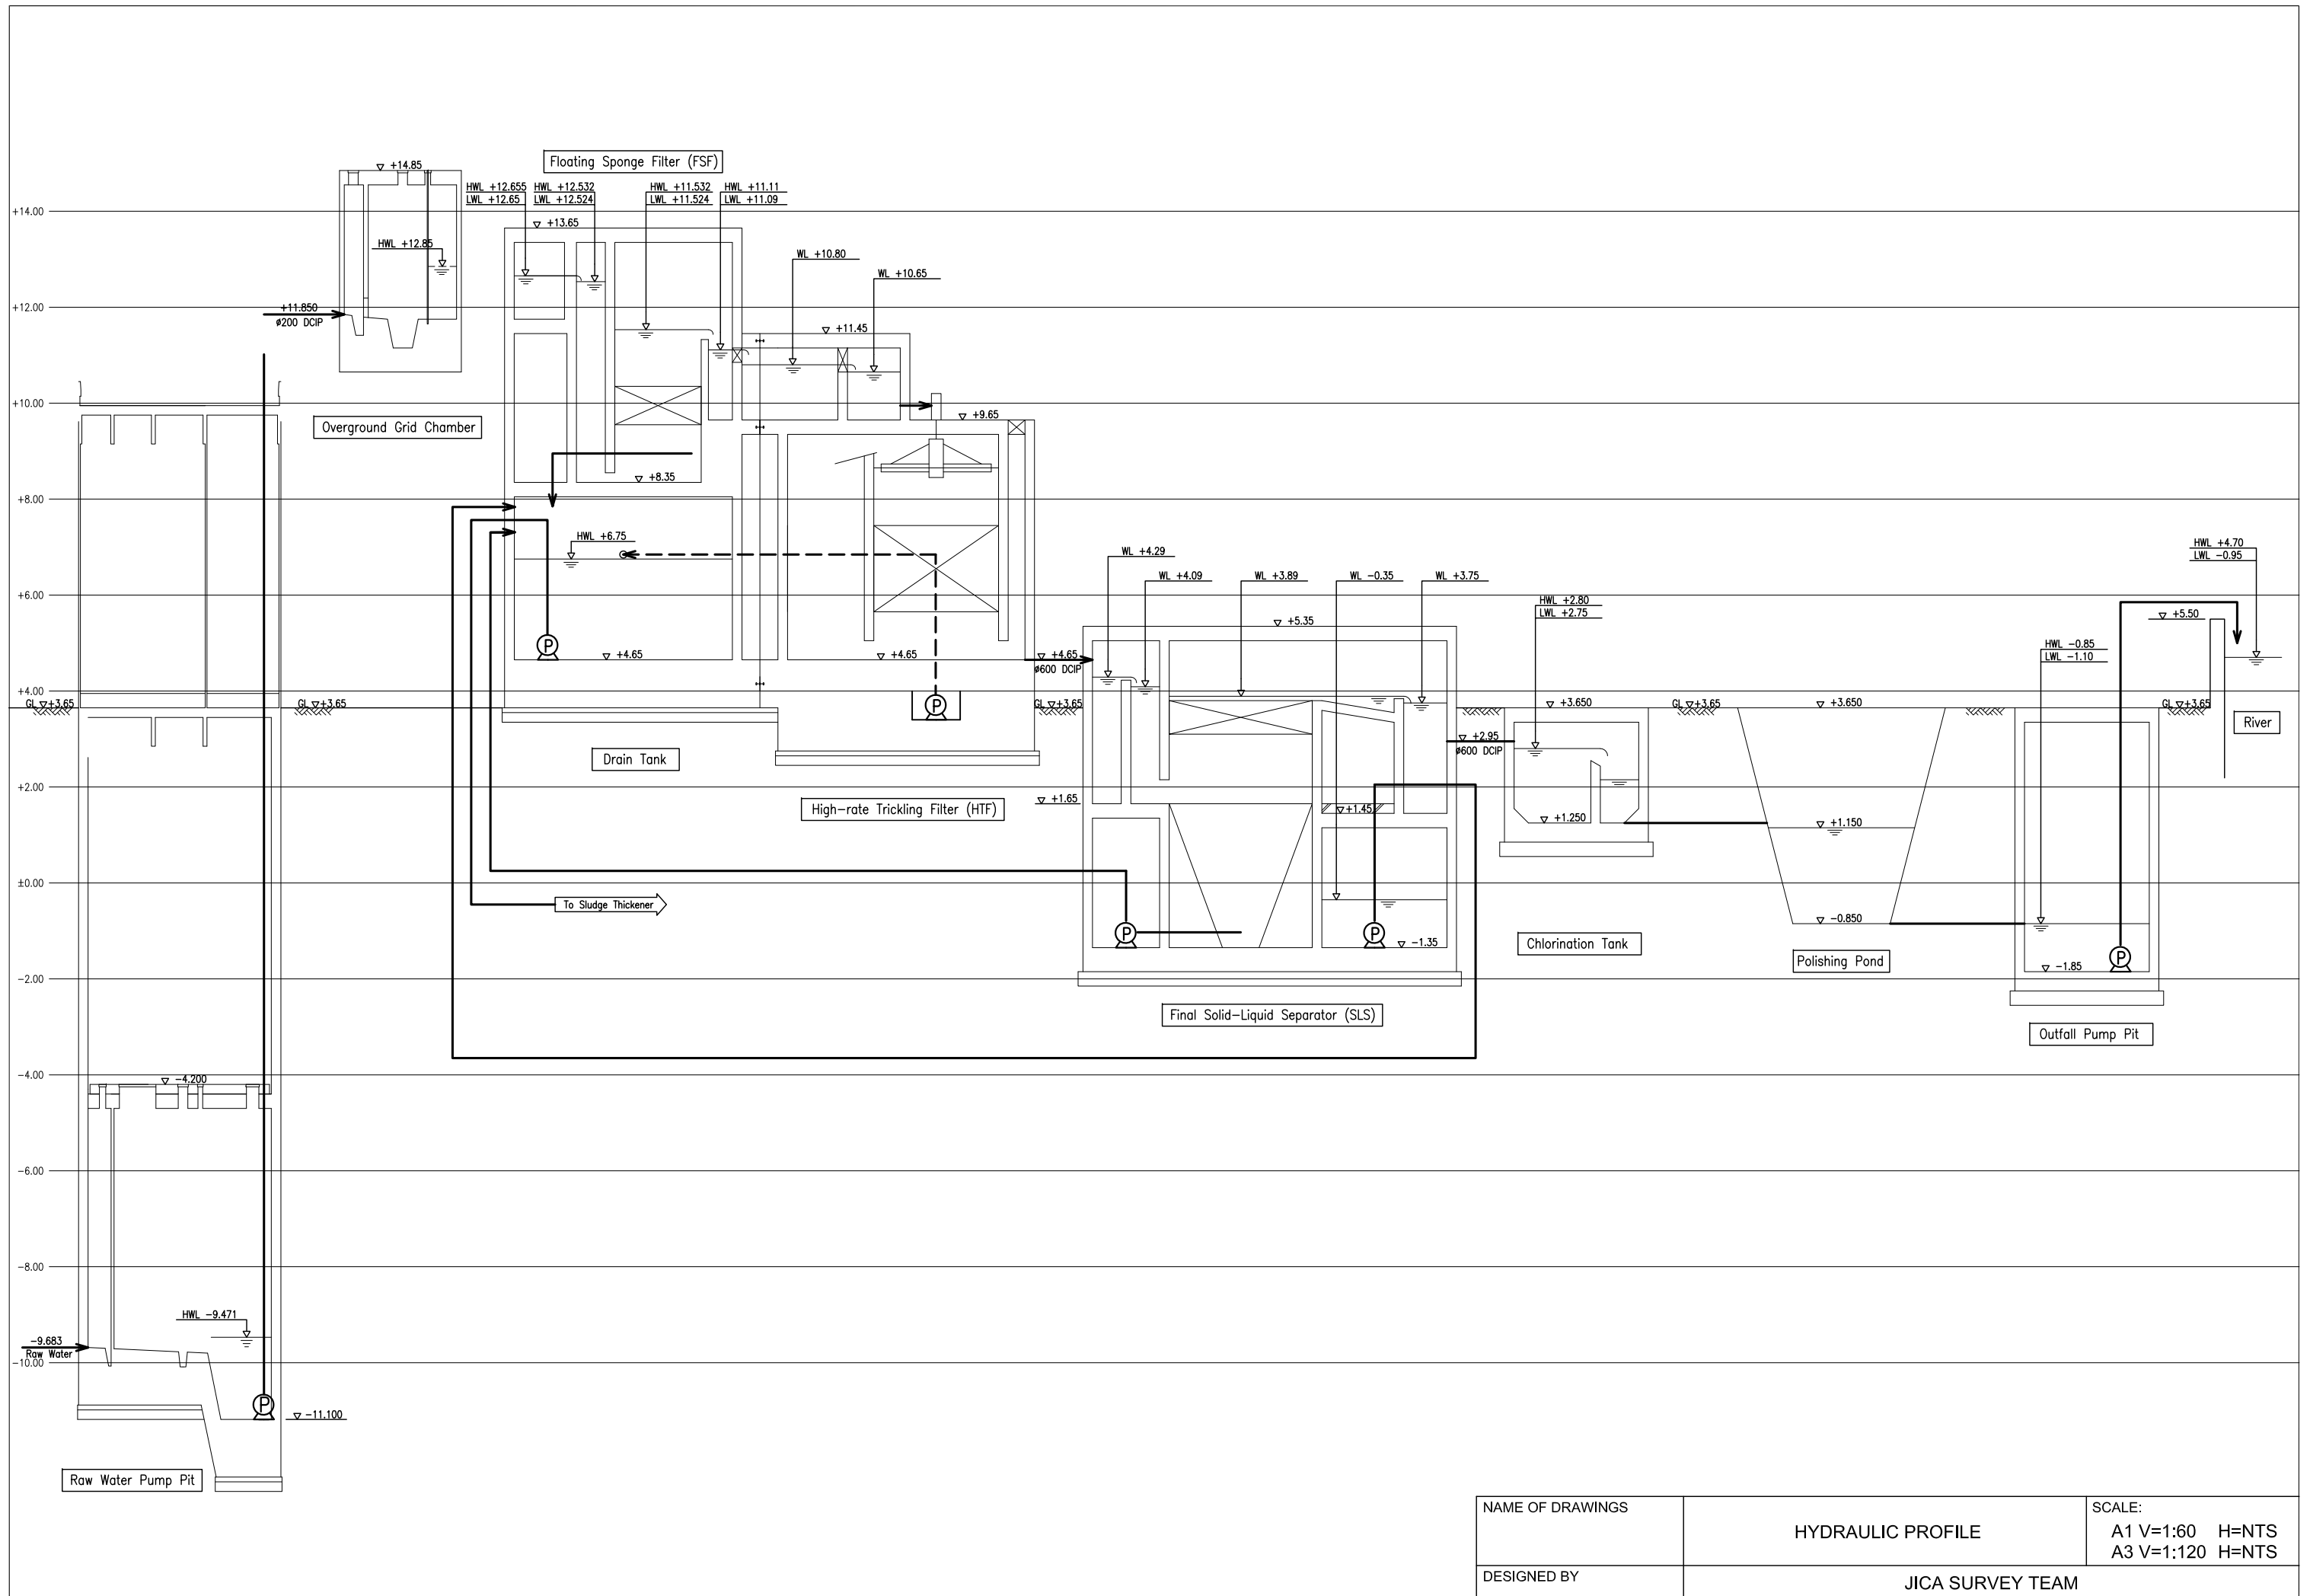 Floating Sponge Filter (FSF)
+14.85
HWL +12.655
LWL +12.65
HWL +12.532
LWL +12.524
HWL +11.532
LWL +11.524
HWL +11.11
LWL +11.09
+14.00
+13.65
HWL +12.85
WL +10.80
WL +10.65
+12.00
+11.850
ø200 DCIP
+11.45
+10.00
Overground Grid Chamber
+9.65
+8.35
+8.00
HWL +6.75
+6.00
WL +4.29
WL +4.09
WL +3.89
WL -0.35
WL +3.75
HWL +2.80
LWL +2.75
HWL +4.70
LWL -0.95
+5.50
+5.35
HWL -0.85
LWL -1.10
P
+4.65
+4.65
+4.65
ø600 DCIP
+4.00
GL +3.65
GL +3.65
P
GL +3.65
+3.650
GL +3.65
+3.650
GL +3.65
River
+2.95
ø600 DCIP
Drain Tank
+2.00
High-rate Trickling Filter (HTF)
+1.65
+1.45
+1.250
+1.150
±0.00
To Sludge Thickener
-0.850
P
P
-1.35
Chlorination Tank
Polishing Pond
-1.85
P
-2.00
Final Solid-Liquid Separator (SLS)
Outfall Pump Pit
-4.00
-4.200
-6.00
-8.00
HWL -9.471
-9.683
Raw Water
-10.00
P
-11.100
Raw Water Pump Pit
NAME OF DRAWINGS
HYDRAULIC PROFILE
SCALE:
A1 V=1:60 H=NTS
A3 V=1:120 H=NTS
DESIGNED BY
JICA SURVEY TEAM